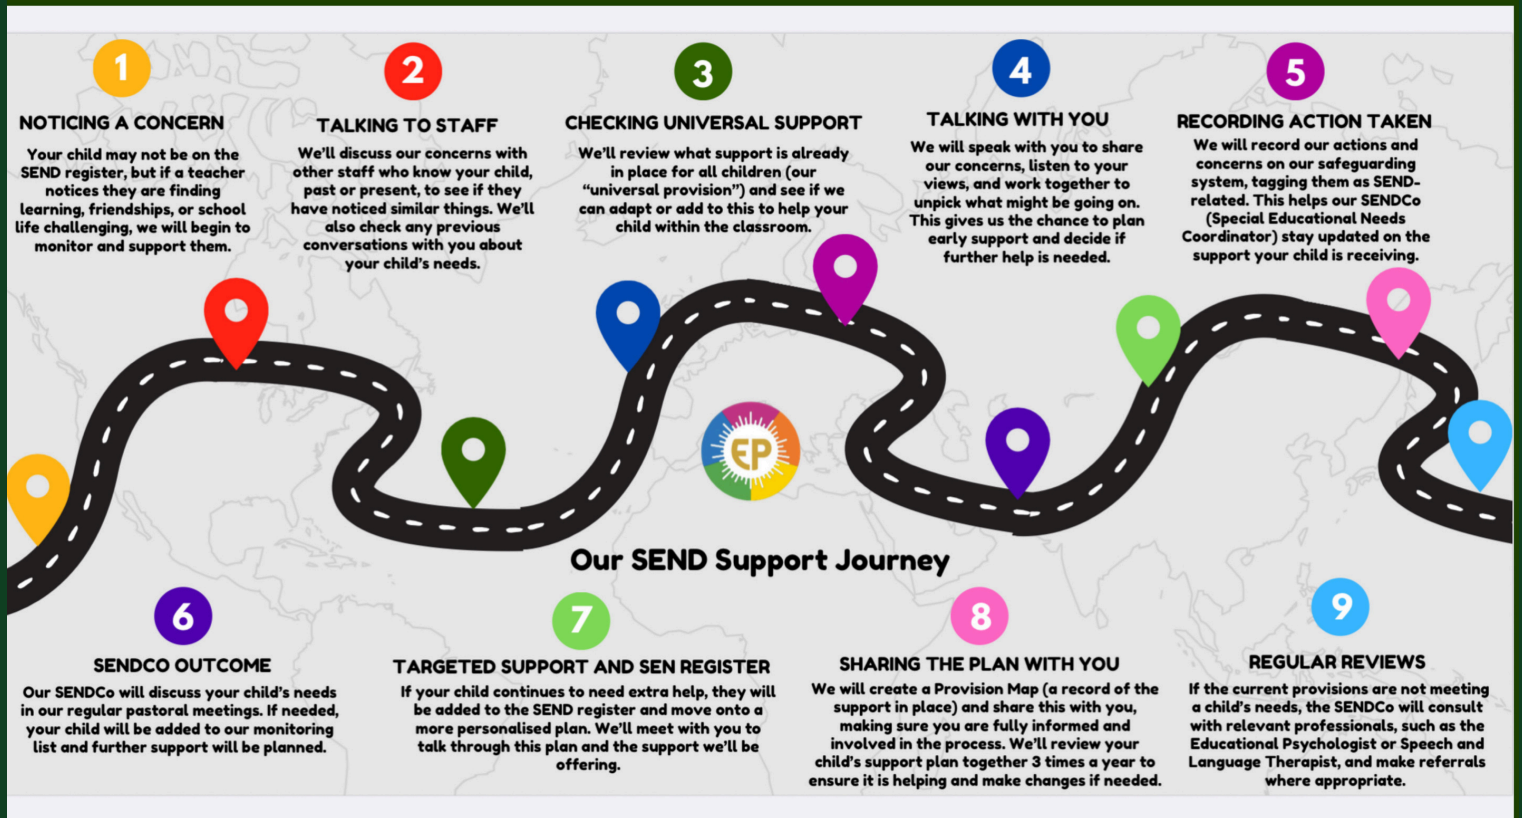 1
NOTICING A CONCERN
Your child may not be on the
SEND register, but if a teacher
notices they are finding
learning, friendships, or school
life challenging, we will begin to
monitor and support them.
2
TALKING TO STAFF
We'll discuss our concerns with
other staff who know your child,
past or present, to see if they
have noticed similar things. We'll
also check any previous
conversations with you about
your child's needs.
3
CHECKING UNIVERSAL SUPPORT
We'll review what support is already
in place for all children (our
"universal provision") and see if we
can adapt or add to this to help your
child within the classroom.
4
TALKING WITH YOU
We will speak with you to share
our concerns, listen to your
views, and work together to
unpick what might be going on.
This gives us the chance to plan
early support and decide if
further help is needed.
5
RECORDING ACTION TAKEN
We will record our actions and
concerns on our safeguarding
system, tagging them as SEND-
related. This helps our SENDCo
(Special Educational Needs
Coordinator) stay updated on the
support your child is receiving.
EP
Our SEND Support Journey
6
SENDCO OUTCOME
Our SENDCo will discuss your child's needs
in our regular pastoral meetings. If needed,
your child will be added to our monitoring
list and further support will be planned.
7
TARGETED SUPPORT AND SEN REGISTER
If your child continues to need extra help, they will
be added to the SEND register and move onto a
more personalised plan. We'll meet with you to
talk through this plan and the support we'll be
offering.
8
SHARING THE PLAN WITH YOU
We will create a Provision Map (a record of the
support in place) and share this with you,
making sure you are fully informed and
involved in the process. We'll review your
child's support plan together 3 times a year to
ensure it is helping and make changes if needed.
9
REGULAR REVIEWS
If the current provisions are not meeting
a child's needs, the SENDCo will consult
with relevant professionals, such as the
Educational Psychologist or Speech and
Language Therapist, and make referrals
where appropriate.